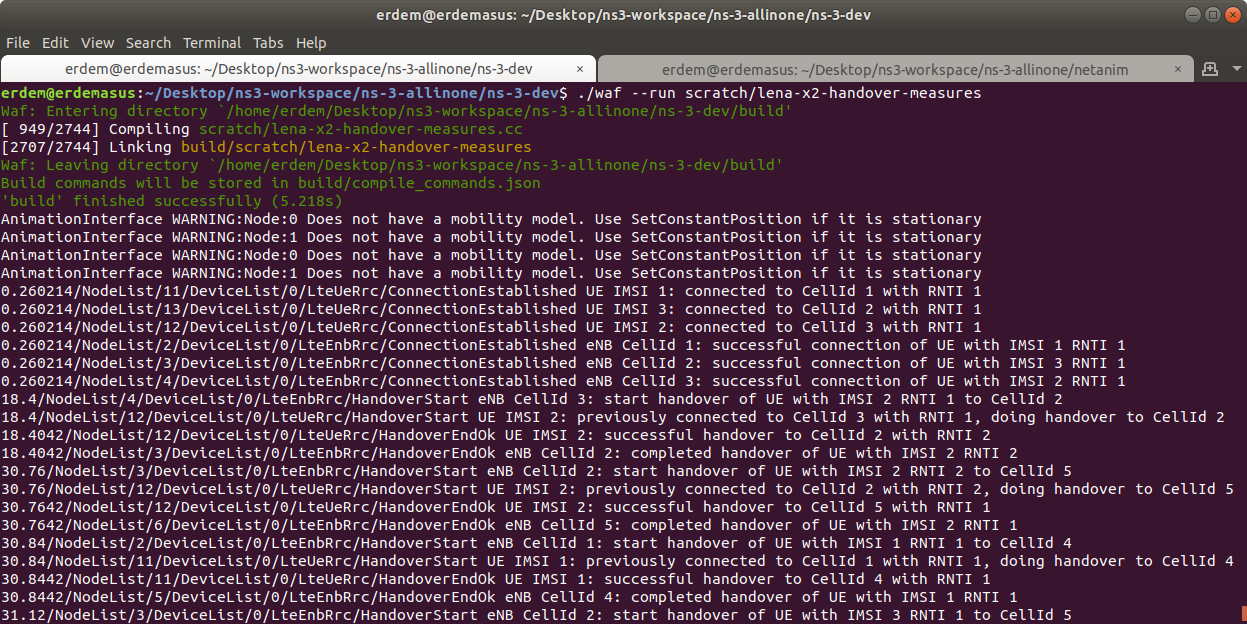 erdem@erdemasus: ~/Desktop/ns3-workspace/ns-3-allinone/ns-3-dev
File Edit View Search Terminal Tabs Help
erdem@erdemasus: ~/Desktop/ns3-workspace/ns-3-allinone/ns-3-dev × erdem@erdemasus: ~/Desktop/ns3-workspace/ns-3-allinone/netanim ×
erdem@erdemasus:~/Desktop/ns3-workspace/ns-3-allinone/ns-3-dev$ ./waf --run scratch/lena-x2-handover-measures
Waf: Entering directory `/home/erdem/Desktop/ns3-workspace/ns-3-allinone/ns-3-dev/build'
[ 949/2744] Compiling scratch/lena-x2-handover-measures.cc
[2707/2744] Linking build/scratch/lena-x2-handover-measures
Waf: Leaving directory `/home/erdem/Desktop/ns3-workspace/ns-3-allinone/ns-3-dev/build'
Build commands will be stored in build/compile_commands.json
'build' finished successfully (5.218s)
AnimationInterface WARNING:Node:0 Does not have a mobility model. Use SetConstantPosition if it is stationary
AnimationInterface WARNING:Node:1 Does not have a mobility model. Use SetConstantPosition if it is stationary
AnimationInterface WARNING:Node:0 Does not have a mobility model. Use SetConstantPosition if it is stationary
AnimationInterface WARNING:Node:1 Does not have a mobility model. Use SetConstantPosition if it is stationary
0.260214/NodeList/11/DeviceList/0/LteUeRrc/ConnectionEstablished UE IMSI 1: connected to CellId 1 with RNTI 1
0.260214/NodeList/13/DeviceList/0/LteUeRrc/ConnectionEstablished UE IMSI 3: connected to CellId 2 with RNTI 1
0.260214/NodeList/12/DeviceList/0/LteUeRrc/ConnectionEstablished UE IMSI 2: connected to CellId 3 with RNTI 1
0.260214/NodeList/2/DeviceList/0/LteEnbRrc/ConnectionEstablished eNB CellId 1: successful connection of UE with IMSI 1 RNTI 1
0.260214/NodeList/3/DeviceList/0/LteEnbRrc/ConnectionEstablished eNB CellId 2: successful connection of UE with IMSI 3 RNTI 1
0.260214/NodeList/4/DeviceList/0/LteEnbRrc/ConnectionEstablished eNB CellId 3: successful connection of UE with IMSI 2 RNTI 1
18.4/NodeList/4/DeviceList/0/LteEnbRrc/HandoverStart eNB CellId 3: start handover of UE with IMSI 2 RNTI 1 to CellId 2
18.4/NodeList/12/DeviceList/0/LteUeRrc/HandoverStart UE IMSI 2: previously connected to CellId 3 with RNTI 1, doing handover to CellId 2
18.4042/NodeList/12/DeviceList/0/LteUeRrc/HandoverEndOk UE IMSI 2: successful handover to CellId 2 with RNTI 2
18.4042/NodeList/3/DeviceList/0/LteEnbRrc/HandoverEndOk eNB CellId 2: completed handover of UE with IMSI 2 RNTI 2
30.76/NodeList/3/DeviceList/0/LteEnbRrc/HandoverStart eNB CellId 2: start handover of UE with IMSI 2 RNTI 2 to CellId 5
30.76/NodeList/12/DeviceList/0/LteUeRrc/HandoverStart UE IMSI 2: previously connected to CellId 2 with RNTI 2, doing handover to CellId 5
30.7642/NodeList/12/DeviceList/0/LteUeRrc/HandoverEndOk UE IMSI 2: successful handover to CellId 5 with RNTI 1
30.7642/NodeList/6/DeviceList/0/LteEnbRrc/HandoverEndOk eNB CellId 5: completed handover of UE with IMSI 2 RNTI 1
30.84/NodeList/2/DeviceList/0/LteEnbRrc/HandoverStart eNB CellId 1: start handover of UE with IMSI 1 RNTI 1 to CellId 4
30.84/NodeList/11/DeviceList/0/LteUeRrc/HandoverStart UE IMSI 1: previously connected to CellId 1 with RNTI 1, doing handover to CellId 4
30.8442/NodeList/11/DeviceList/0/LteUeRrc/HandoverEndOk UE IMSI 1: successful handover to CellId 4 with RNTI 1
30.8442/NodeList/5/DeviceList/0/LteEnbRrc/HandoverEndOk eNB CellId 4: completed handover of UE with IMSI 1 RNTI 1
31.12/NodeList/3/DeviceList/0/LteEnbRrc/HandoverStart eNB CellId 2: start handover of UE with IMSI 3 RNTI 1 to CellId 5